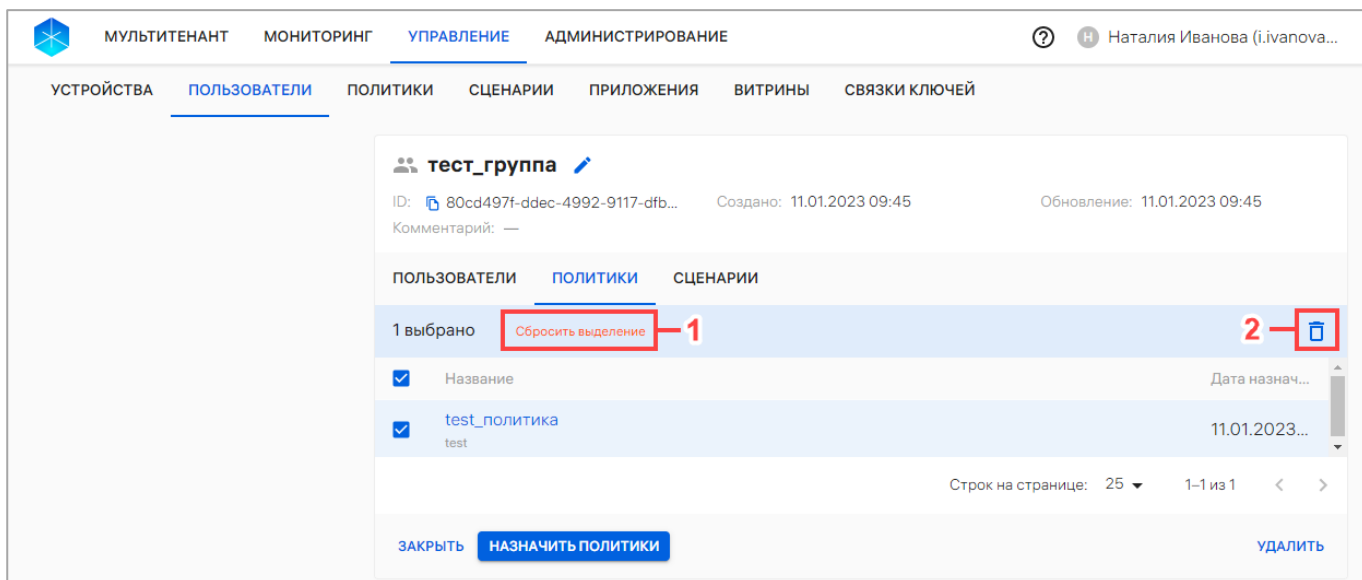 МУЛЬТИТЕНАНТ МОНИТОРИНГ УПРАВЛЕНИЕ АДМИНИСТРИРОВАНИЕ Н Наталия Иванова (i.ivanova...
УСТРОЙСТВА ПОЛЬЗОВАТЕЛИ ПОЛИТИКИ СЦЕНАРИИ ПРИЛОЖЕНИЯ ВИТРИНЫ СВЯЗКИ КЛЮЧЕЙ
тест_группа
ID: 80cd497f-ddec-4992-9117-dfb... Создано: 11.01.2023 09:45 Обновление: 11.01.2023 09:45
Комментарий: —
ПОЛЬЗОВАТЕЛИ ПОЛИТИКИ СЦЕНАРИИ
1 выбрано Сбросить выделение 1 2
Название Дата назнач...
test_политика 11.01.2023...
test
Строк на странице: 25 1–1 из 1
ЗАКРЫТЬ НАЗНАЧИТЬ ПОЛИТИКИ УДАЛИТЬ